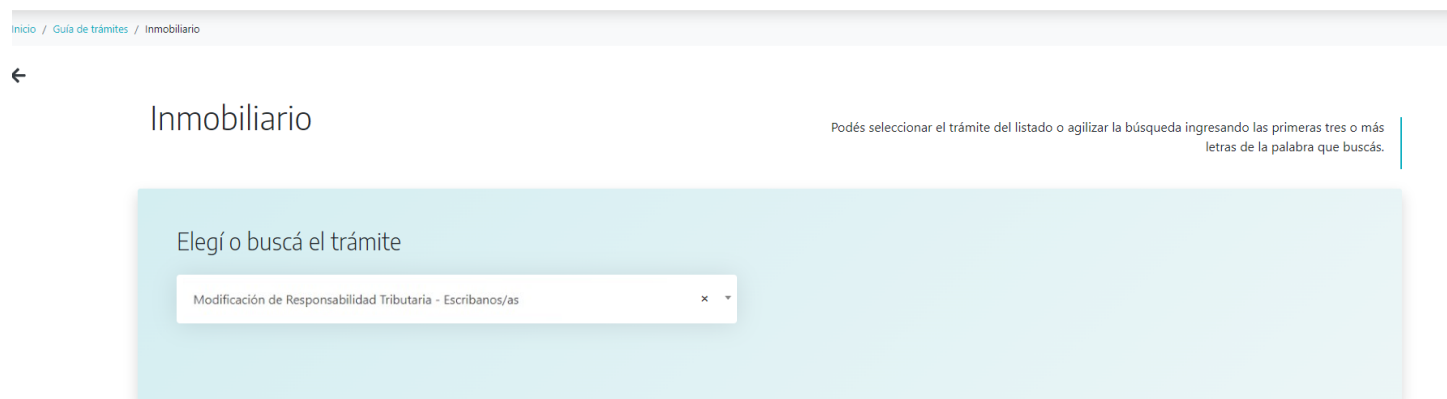 Inicio / Guía de trámites / Inmobiliario
Inmobiliario
Podés seleccionar el trámite del listado o agilizar la búsqueda ingresando las primeras tres o más
letras de la palabra que buscás.
Elegí o buscá el trámite
Modificación de Responsabilidad Tributaria - Escribanos/as